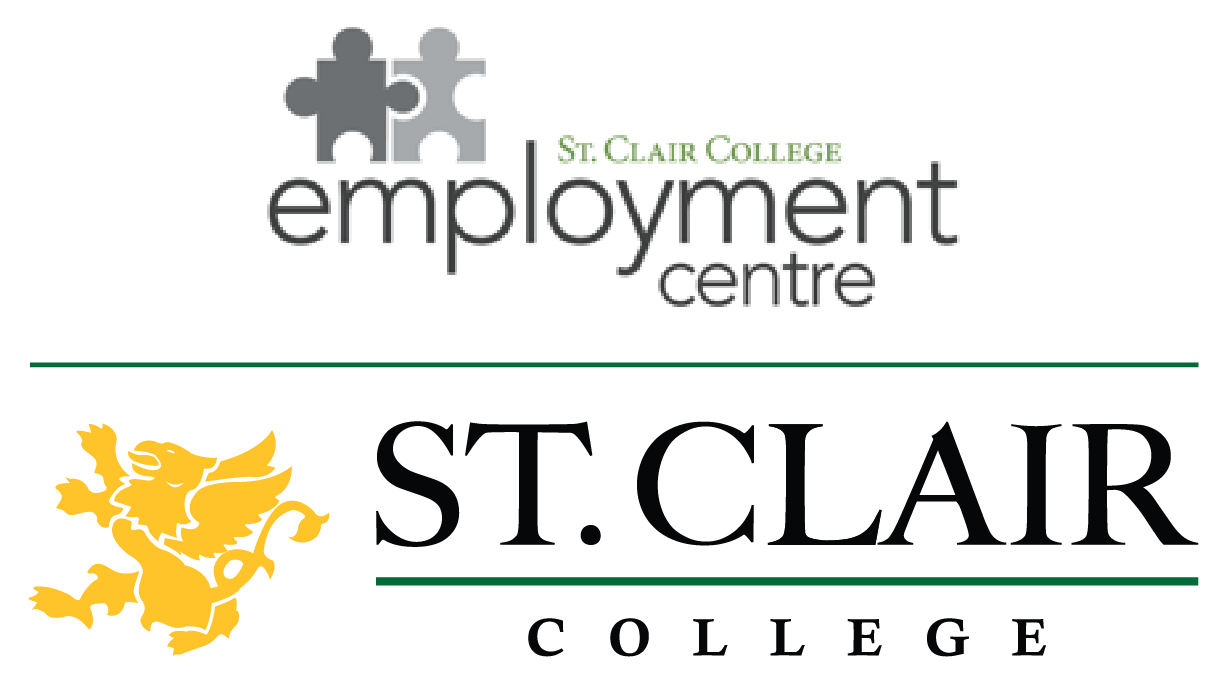 St. Clair College
employment
centre
ST. CLAIR
COLLEGE